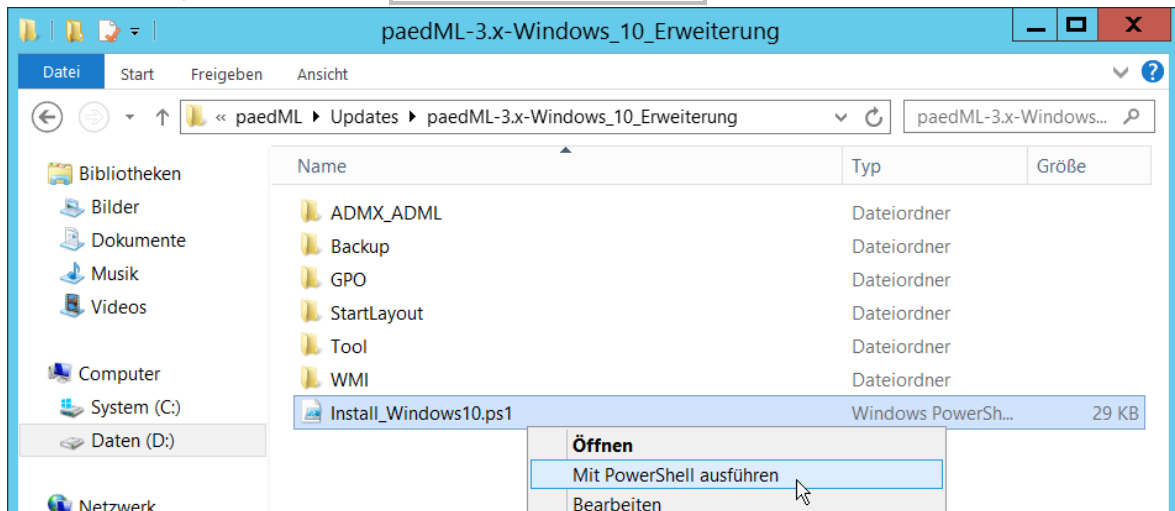 paedML-3.x-Windows_10_Erweiterung
Datei Start Freigeben Ansicht
« paedML Updates paedML-3.x-Windows_10_Erweiterung paedML-3.x-Windows...
Name Typ Größe
Bibliotheken
Bilder ADMX_ADML Dateiordner
Dokumente Backup Dateiordner
Musik GPO Dateiordner
Videos StartLayout Dateiordner
Tool Dateiordner
Computer WMI Dateiordner
System (C:) Install_Windows10.ps1 Windows PowerSh... 29 KB
Daten (D:) Öffnen
Mit PowerShell ausführen
Netzwerk Bearbeiten